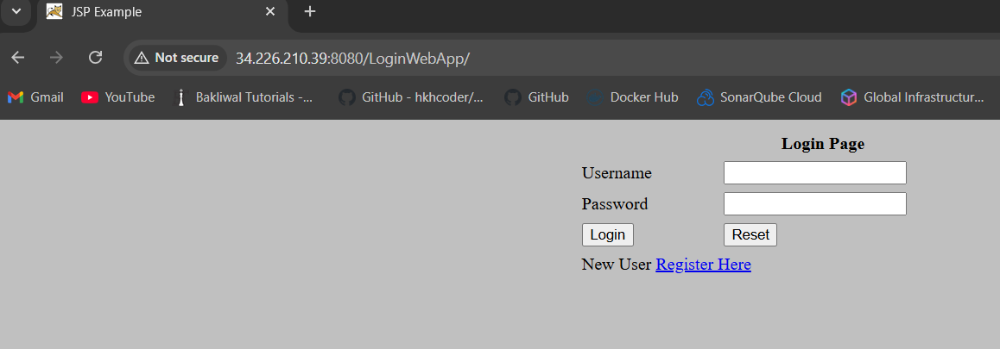 JSP Example
Not secure 34.226.210.39:8080/LoginWebApp/
Gmail YouTube Bakliwal Tutorials -... GitHub - hkhcoder/... GitHub Docker Hub SonarQube Cloud Global Infrastructur...
Login Page
Username
Password
Login Reset
New User Register Here